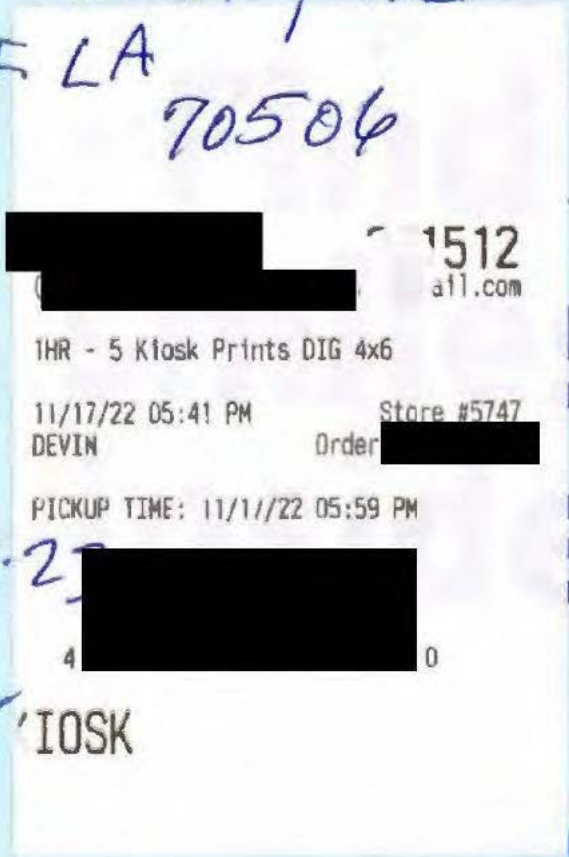 LA
70506
1512
ail.com
1HR - 5 Kiosk Prints DIG 4x6
11/17/22 05:41 PM Store #5747
DEVIN Order
PICKUP TIME: 11/1//22 05:59 PM
4 0
IOSK